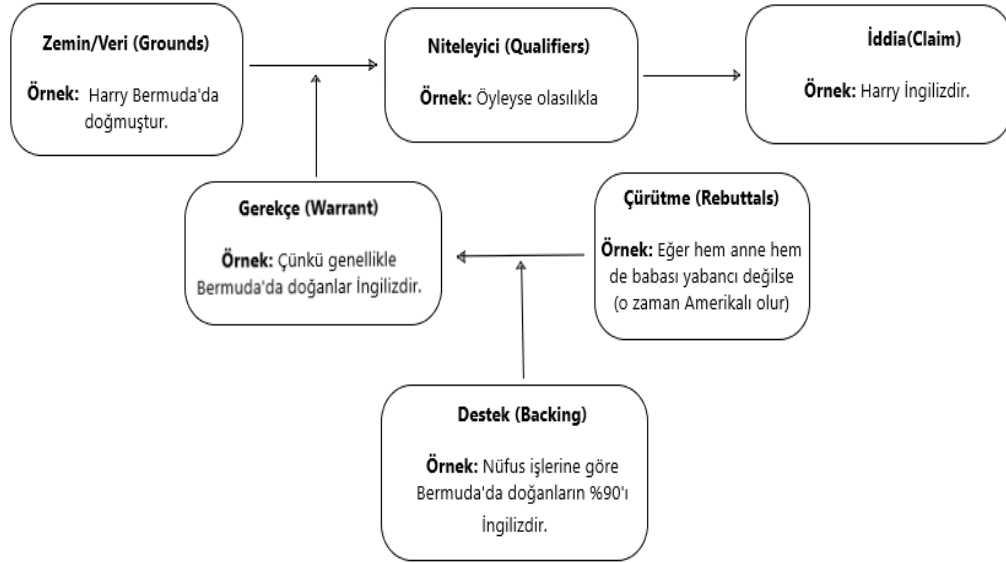 Zemin/Veri (Grounds)
Örnek: Harry Bermuda'da
doğmuştur.
Niteleyici (Qualifiers)
Örnek: Öyleyse olasılıkla
İddia(Claim)
Örnek: Harry İngilizdir.
Gerekçe (Warrant)
Örnek: Çünkü genellikle
Bermuda'da doğanlar İngilizdir.
Çürütme (Rebuttals)
Örnek: Eğer hem anne hem
de babası yabancı değilse
(o zaman Amerikalı olur)
Destek (Backing)
Örnek: Nüfus işlerine göre
Bermuda'da doğanların %90'ı
İngilizdir.